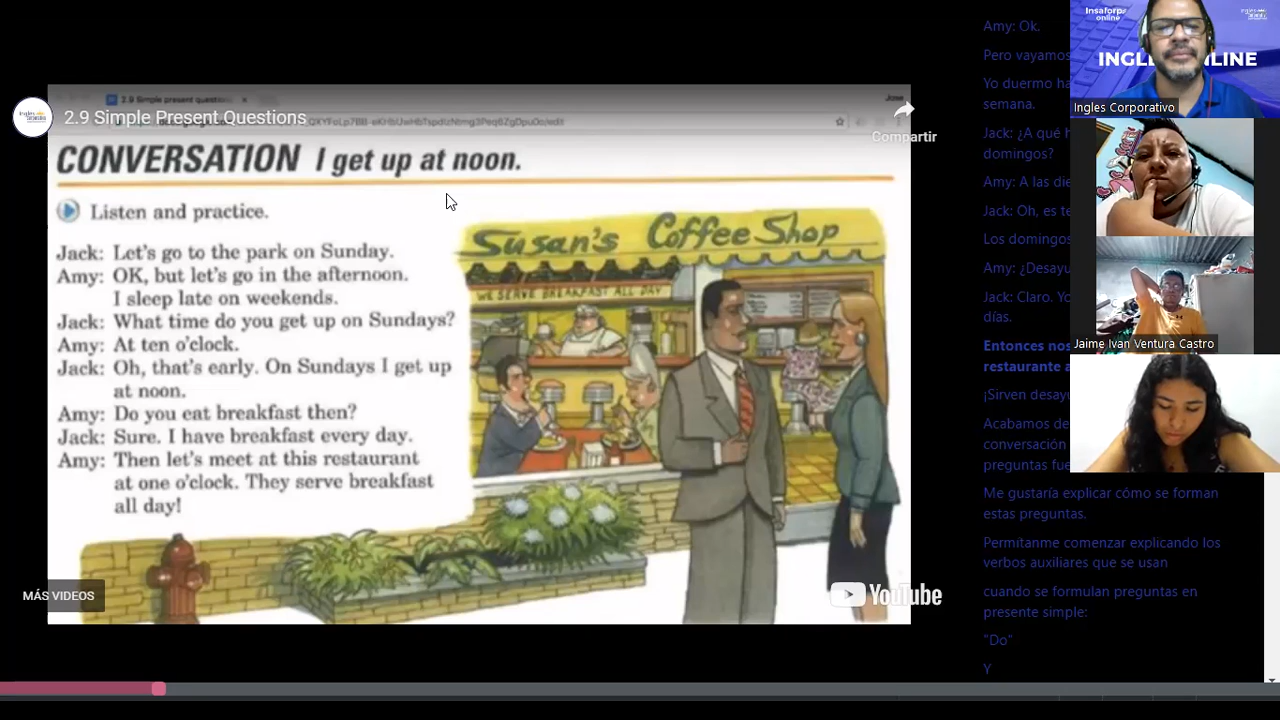 2.9 Simple Present Questions
Compartir
CONVERSATION I get up at noon.
Listen and practice.
Jack: Let's go to the park on Sunday.
Amy: OK, but let's go in the afternoon.
I sleep late on weekends.
Jack: What time do you get up on Sundays?
Amy: At ten o'clock.
Jack: Oh, that's early. On Sundays I get up
at noon.
Amy: Do you eat breakfast then?
Jack: Sure. I have breakfast every day.
Amy: Then let's meet at this restaurant
at one o'clock. They serve breakfast
all day!
Susan's Coffee Shop
WE SERVE BREAKFAST ALL DAY
MÁS VIDEOS
YouTube
Amy: Ok.
Pero vayamos
Yo duermo
semana.
Jack: ¿A qué
domingos?
Amy: A las
Jack: Oh, es
Los domingos
Amy:
Jack: Claro. Yo
días.
Entonces nos
restaurante
¡Sirven
Acabamos de
conversación
preguntas
Me gustaría explicar cómo se forman
estas preguntas.
Permítanme comenzar explicando los
verbos auxiliares que se usan
cuando se formulan preguntas en
presente simple:
"Do"
Y
Insaforp
online
Ingles Corporativo
Jaime Ivan Ventura Castro